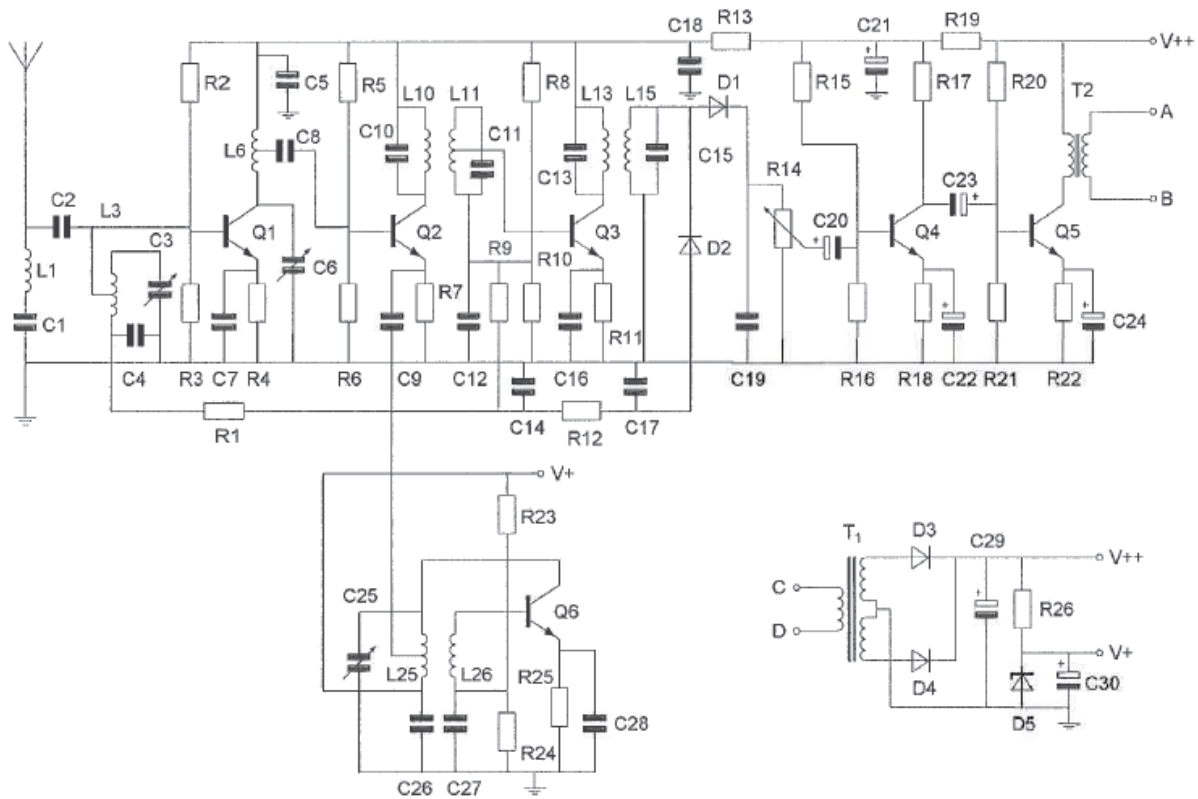 C18 R13 C21 R19
V++
R2 C5 R5 L10 L11 R8 L13 L15 D1 R15 R17 R20 T2
C8 C10 C11 A
L6 C13 C15 R14 C23
C2 L3 C20 B
C3 Q1 Q2 Q3 D2 Q4 Q5
L1 C6 R9 R10
R7
C1 R11 C24
C4 R3 C7 R4 R6 C9 C12 C16 C19 R16 R18 C22 R21 R22
R1 C14 R12 C17
V+
R23
T1 D3 C29
V++
C25 Q6 C
R26
D
V+
L25 L26 R25 D4 C30
C28 D5
R24
C26 C27